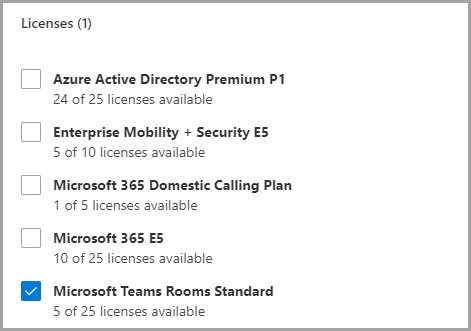 Licenses (1)
Azure Active Directory Premium P1
24 of 25 licenses available
Enterprise Mobility + Security E5
5 of 10 licenses available
Microsoft 365 Domestic Calling Plan
1 of 5 licenses available
Microsoft 365 E5
10 of 25 licenses available
Microsoft Teams Rooms Standard
5 of 25 licenses available